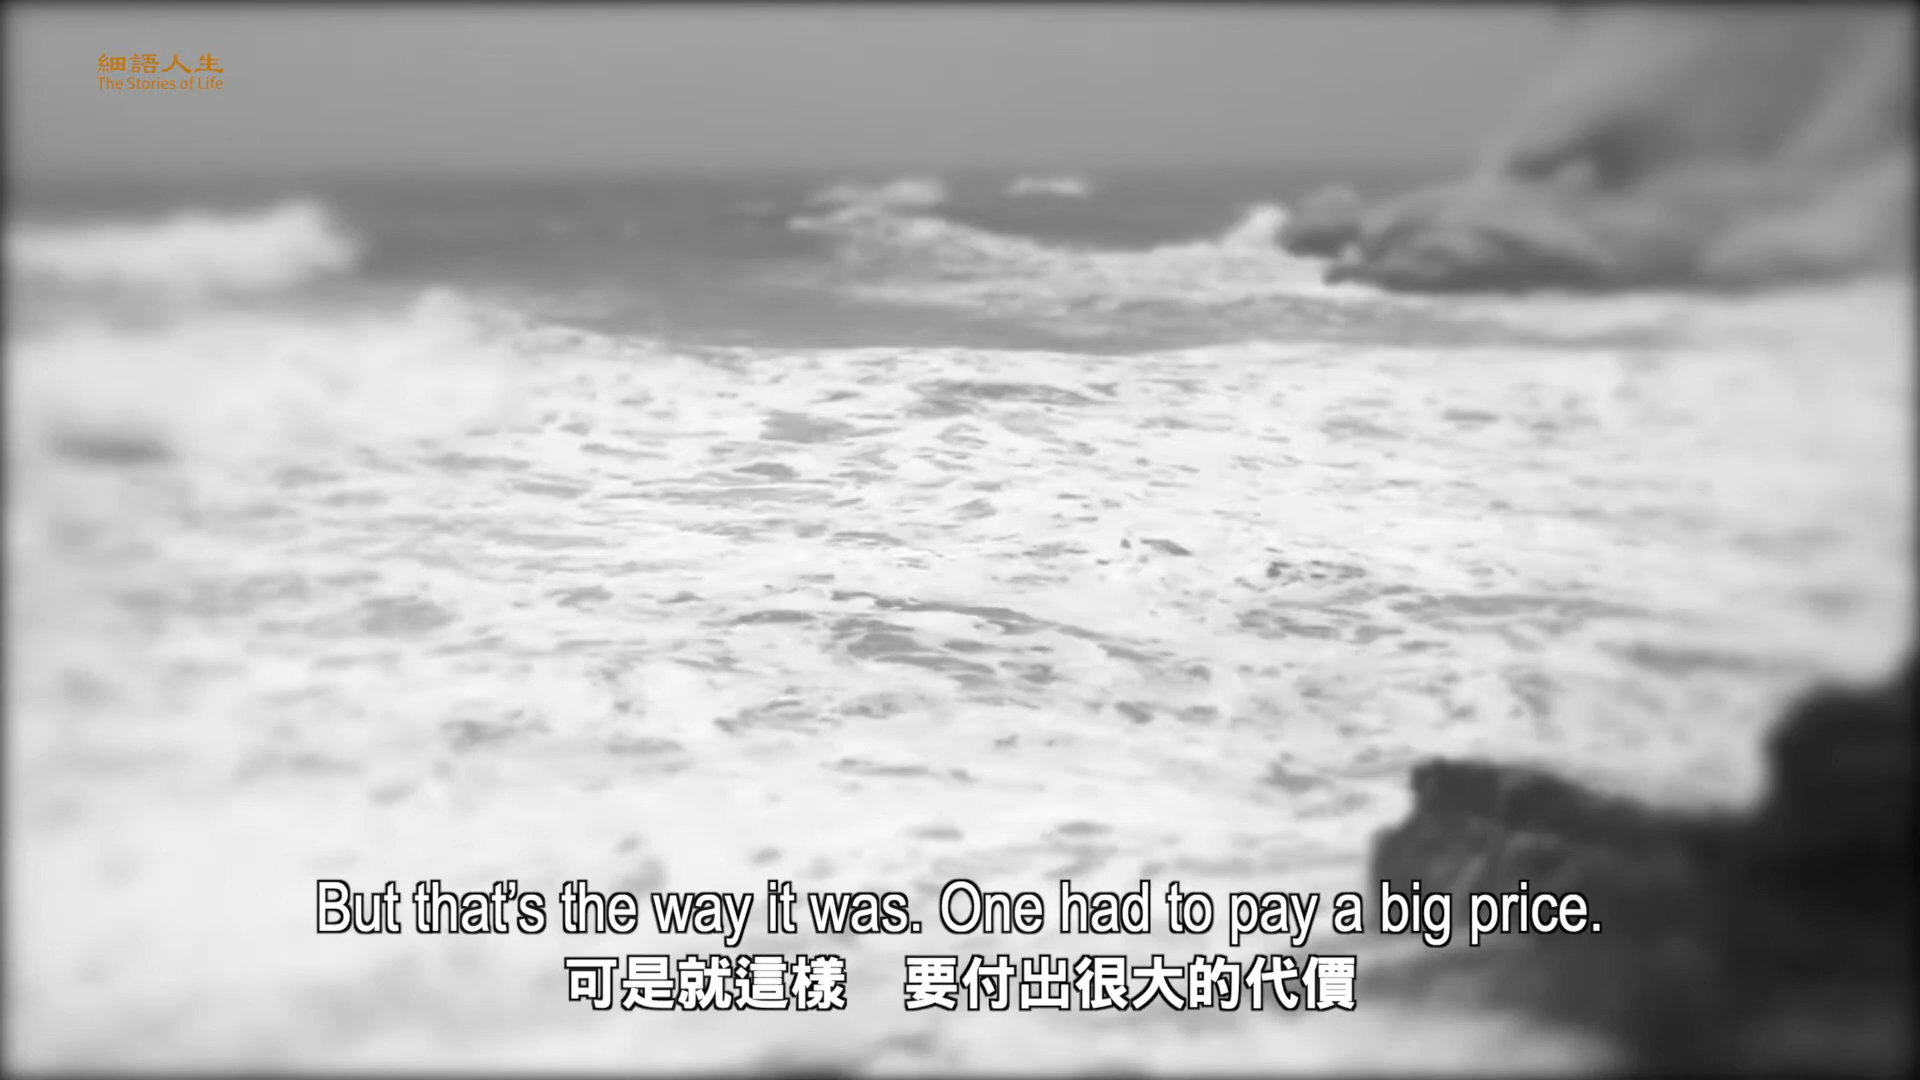 細語人生
The Stories of Life
But that's the way it was. One had to pay a big price.
可是就這樣　要付出很大的代價